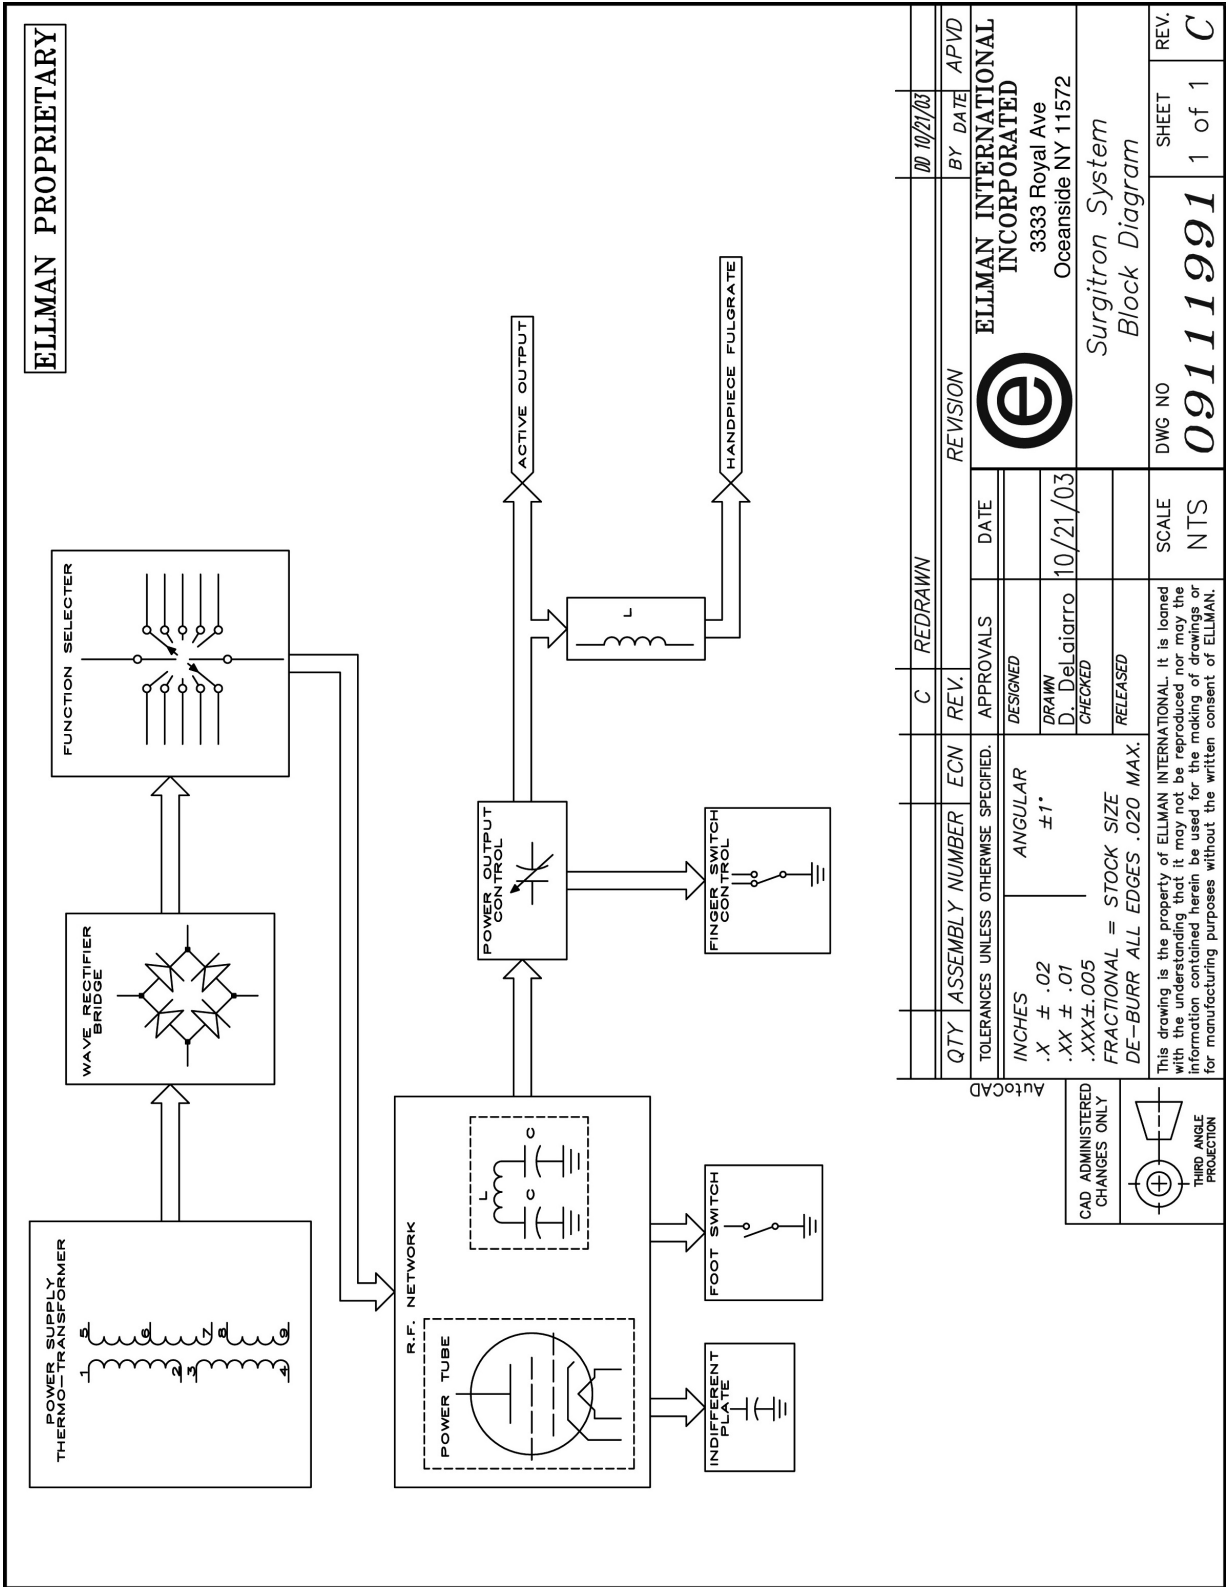 ELLMAN PROPRIETARY
POWER SUPPLY
THERMO-TRANSFORMER
1
2
3
4
5
6
7
8
9
WAVE RECTIFIER
BRIDGE
FUNCTION SELECTER
R.F. NETWORK
POWER TUBE
L
C
C
POWER OUTPUT
CONTROL
ACTIVE OUTPUT
L
HANDPIECE FULGRATE
INDIFFERENT
PLATE
FOOT SWITCH
FINGER SWITCH
CONTROL
C REDRAWN DD 10/21/03
QTY ASSEMBLY NUMBER ECN REV. REVISION BY DATE APVD
AutoCAD
CAD ADMINISTERED
CHANGES ONLY
THIRD ANGLE
PROJECTION
TOLERANCES UNLESS OTHERWISE SPECIFIED.
INCHES ANGULAR
.X ± .02 ±1°
.XX ± .01
.XXX±.005
FRACTIONAL = STOCK SIZE
DE-BURR ALL EDGES .020 MAX.
APPROVALS DATE
DESIGNED
DRAWN
D. DeLaiarro 10/21/03
CHECKED
RELEASED
This drawing is the property of ELLMAN INTERNATIONAL. It is loaned
with the understanding that it may not be reproduced nor may the
information contained herein be used for the making of drawings or
for manufacturing purposes without the written consent of ELLMAN.
SCALE
NTS
e
ELLMAN INTERNATIONAL
INCORPORATED
3333 Royal Ave
Oceanside NY 11572
Surgitron System
Block Diagram
DWG NO
09111991
SHEET
1 of 1
REV.
C